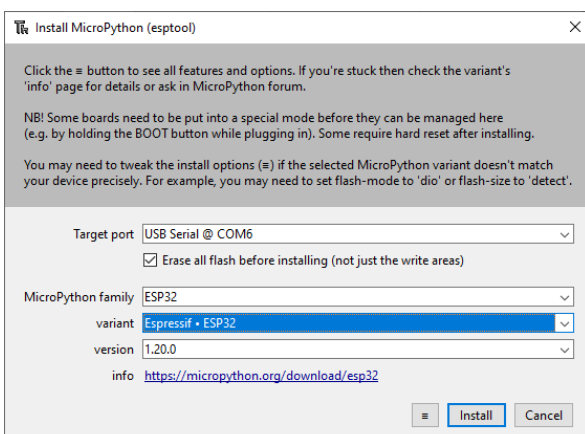 Install MicroPython (esptool)
Click the ≡ button to see all features and options. If you're stuck then check the variant's
'info' page for details or ask in MicroPython forum.
NB! Some boards need to be put into a special mode before they can be managed here
(e.g. by holding the BOOT button while plugging in). Some require hard reset after installing.
You may need to tweak the install options (≡) if the selected MicroPython variant doesn't match
your device precisely. For example, you may need to set flash-mode to 'dio' or flash-size to 'detect'.
Target port USB Serial @ COM6
Erase all flash before installing (not just the write areas)
MicroPython family ESP32
variant Espressif • ESP32
version 1.20.0
info https://micropython.org/download/esp32
≡ Install Cancel